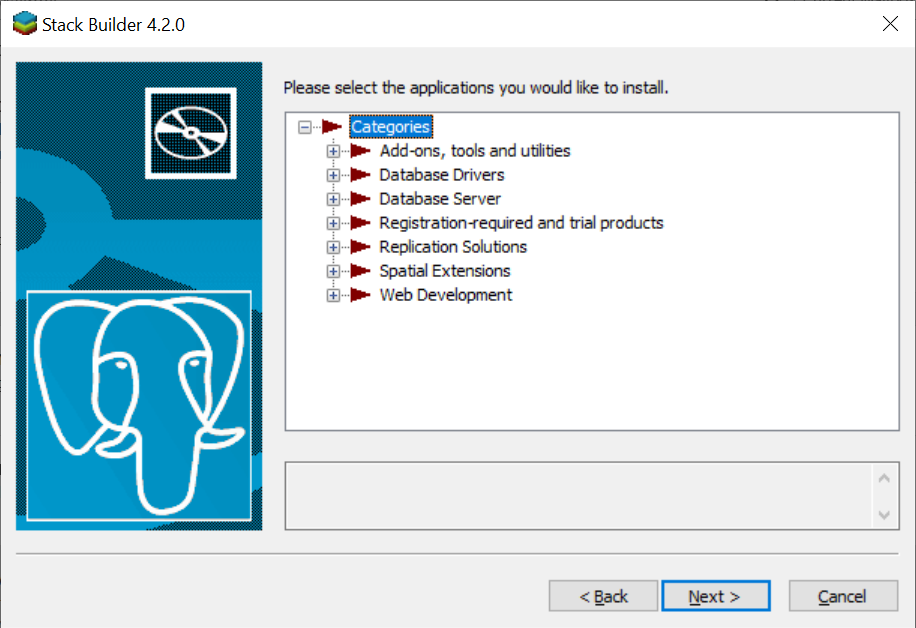 Stack Builder 4.2.0
Please select the applications you would like to install.
Categories
Add-ons, tools and utilities
Database Drivers
Database Server
Registration-required and trial products
Replication Solutions
Spatial Extensions
Web Development
< Back
Next >
Cancel